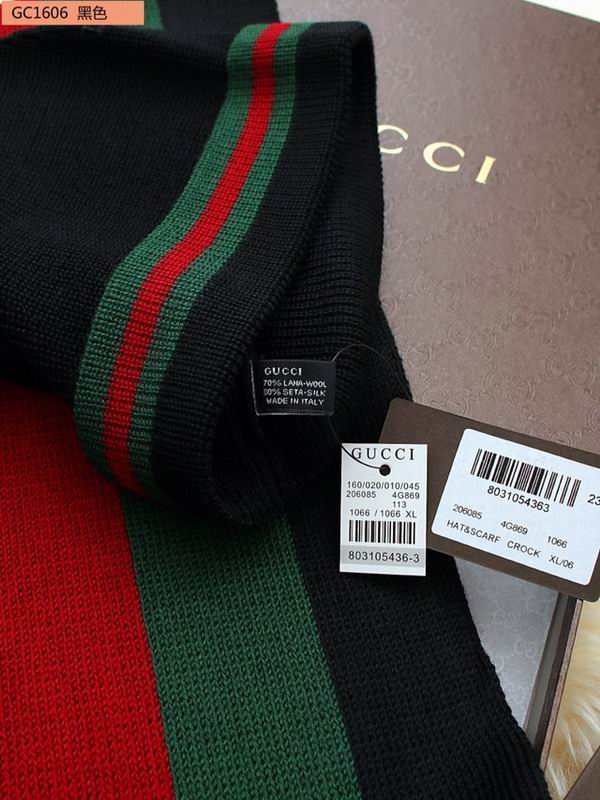 GC1606 黑色
GUCCI
GUCCI
70% LANA-WOOL
30% SETA-SILK
MADE IN ITALY
GUCCI
160/020/010/045
206085 4G869
113
1066 / 1066 XL
803105436-3
8031054363
23
206085 4G869 1066
HAT&SCARF CROCK XL/06